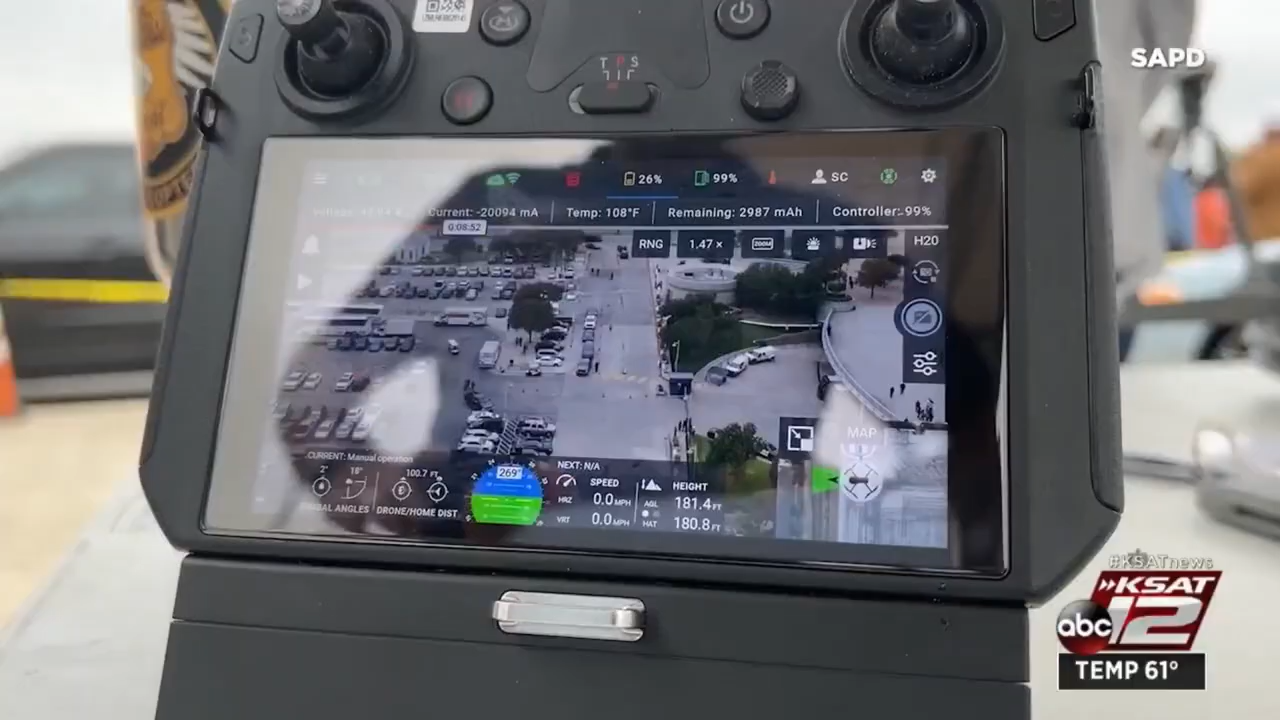 SAPD
T P S
26%
99%
SC
Current: -20094 mA
Temp: 108°F
Remaining: 2987 mAh
Controller: 99%
0:08:52
RNG
1.47 ×
ZOOM
H20
MAP
CURRENT: Manual operation
2°
18°
100.7 FT
GIMBAL ANGLES
DRONE/HOME DIST
269°
NEXT: N/A
SPEED
HRZ 0.0 MPH
VRT 0.0 MPH
HEIGHT
AGL 181.4 FT
HAT 180.8 FT
#KSATnews
KSAT
abc 12
TEMP 61°